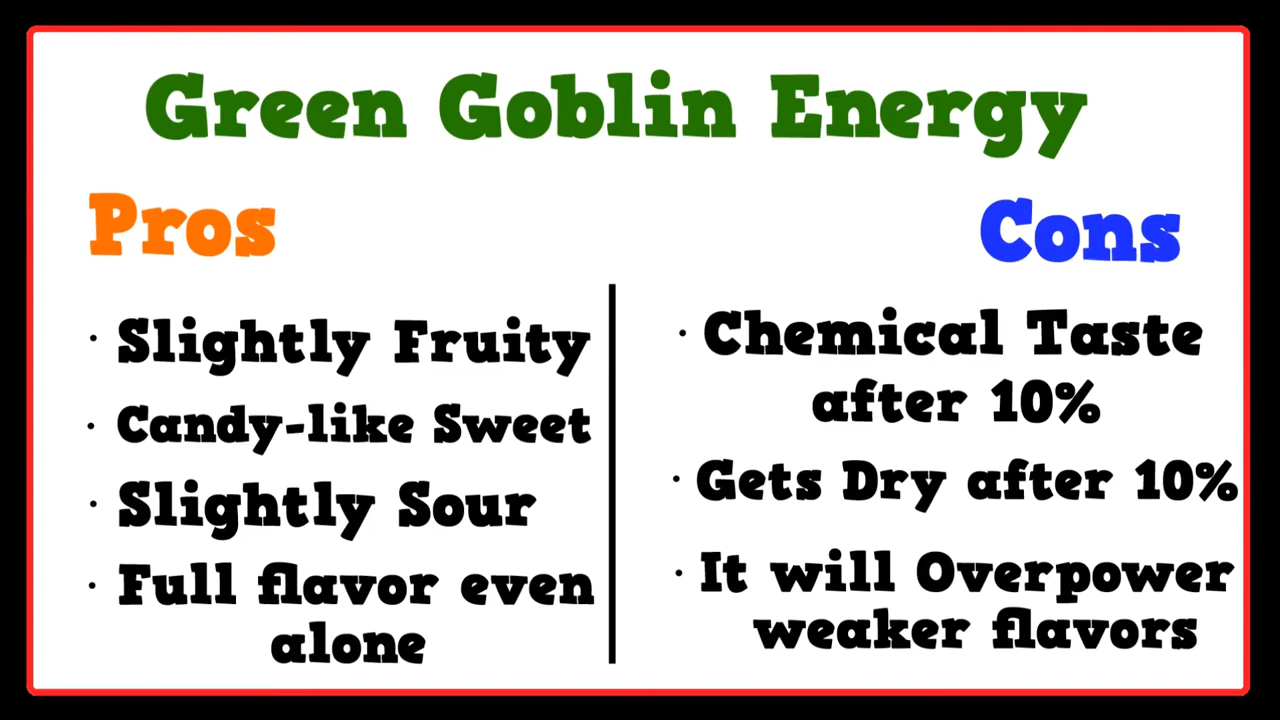 Green Goblin Energy
Pros
· Slightly Fruity
· Candy-like Sweet
· Slightly Sour
· Full flavor even
alone
Cons
· Chemical Taste
after 10%
· Gets Dry after 10%
· It will Overpower
weaker flavors